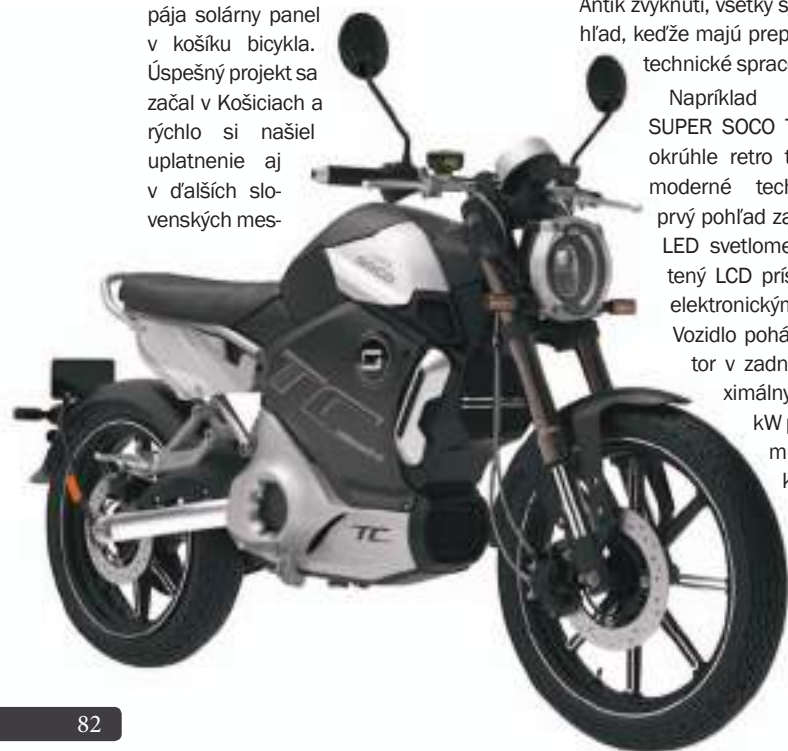 pája solárny panel
v košíku bicykla.
Úspešný projekt sa
začal v Košiciach a
rýchlo si našiel
uplatnenie aj
v ďalších slo-
venských mes-
Antik zvyknutí, všetky s
hľad, keďže majú prep
technické sprac
Napríklad
SUPER SOCO T
okrúhle retro t
moderné tech
prvý pohľad za
LED svetlome
tený LCD prís
elektronickým
Vozidlo pohá
tor v zadn
ximálny
kW p
m
k
SOCO
TC
TC
82